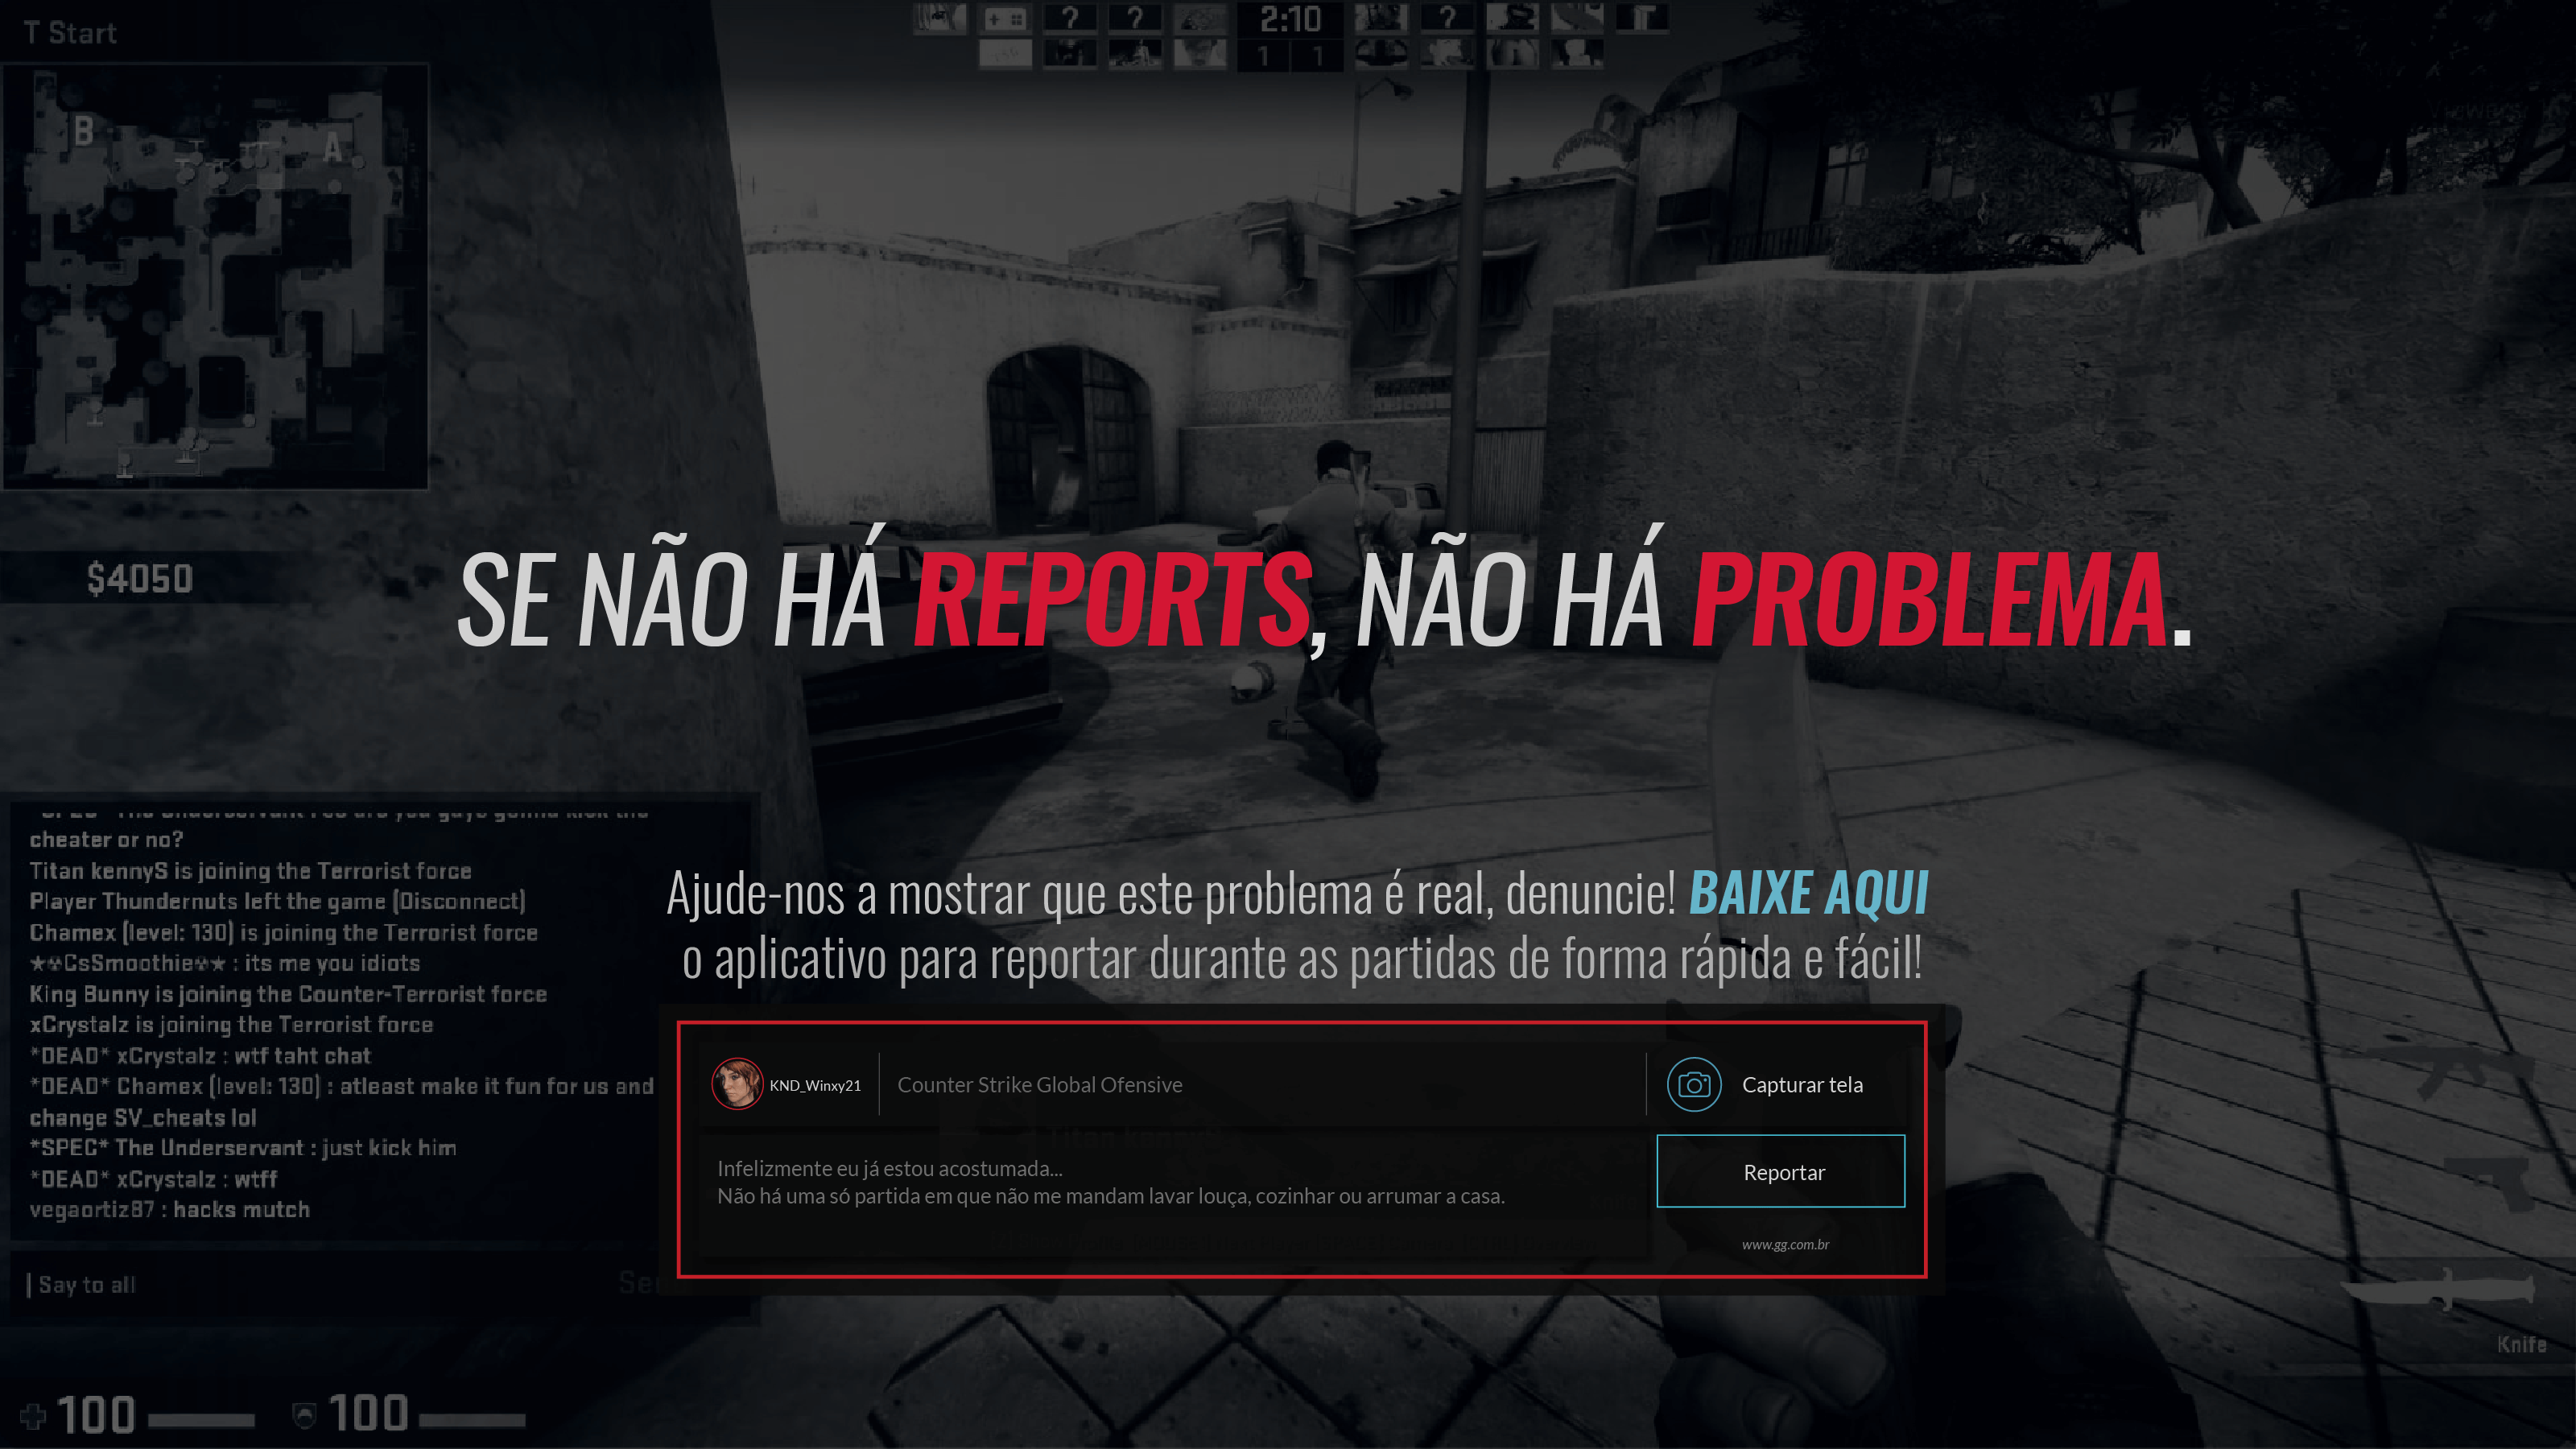 T Start
2:10
1 1
B
A
$4050
SE NÃO HÁ REPORTS, NÃO HÁ PROBLEMA.
cheater or no?
Titan kennyS is joining the Terrorist force
Player Thundernuts left the game (Disconnect)
Chamex (level: 130) is joining the Terrorist force
★☢CsSmoothie☢★ : its me you idiots
King Bunny is joining the Counter-Terrorist force
xCrystalz is joining the Terrorist force
*DEAD* xCrystalz : wtf taht chat
*DEAD* Chamex (level: 130) : atleast make it fun for us and
change SV_cheats lol
*SPEC* The Underservant : just kick him
*DEAD* xCrystalz : wtff
vegaortiz87 : hacks mutch
Say to all
Ajude-nos a mostrar que este problema é real, denuncie! BAIXE AQUI
o aplicativo para reportar durante as partidas de forma rápida e fácil!
KND_Winxy21
Counter Strike Global Ofensive
Capturar tela
Infelizmente eu já estou acostumada...
Não há uma só partida em que não me mandam lavar louça, cozinhar ou arrumar a casa.
Reportar
www.gg.com.br
Knife
100 100